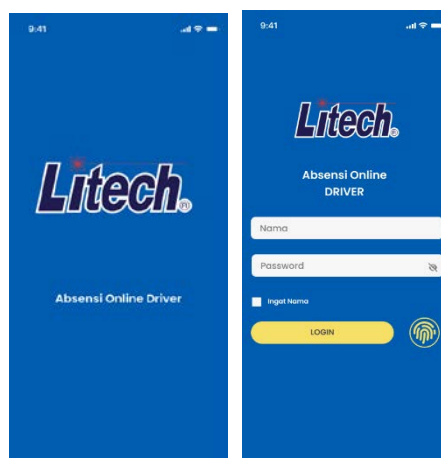 9:41
Litech®
Absensi Online Driver
9:41
Litech®
Absensi Online
DRIVER
Nama
Password
Ingat Nama
LOGIN